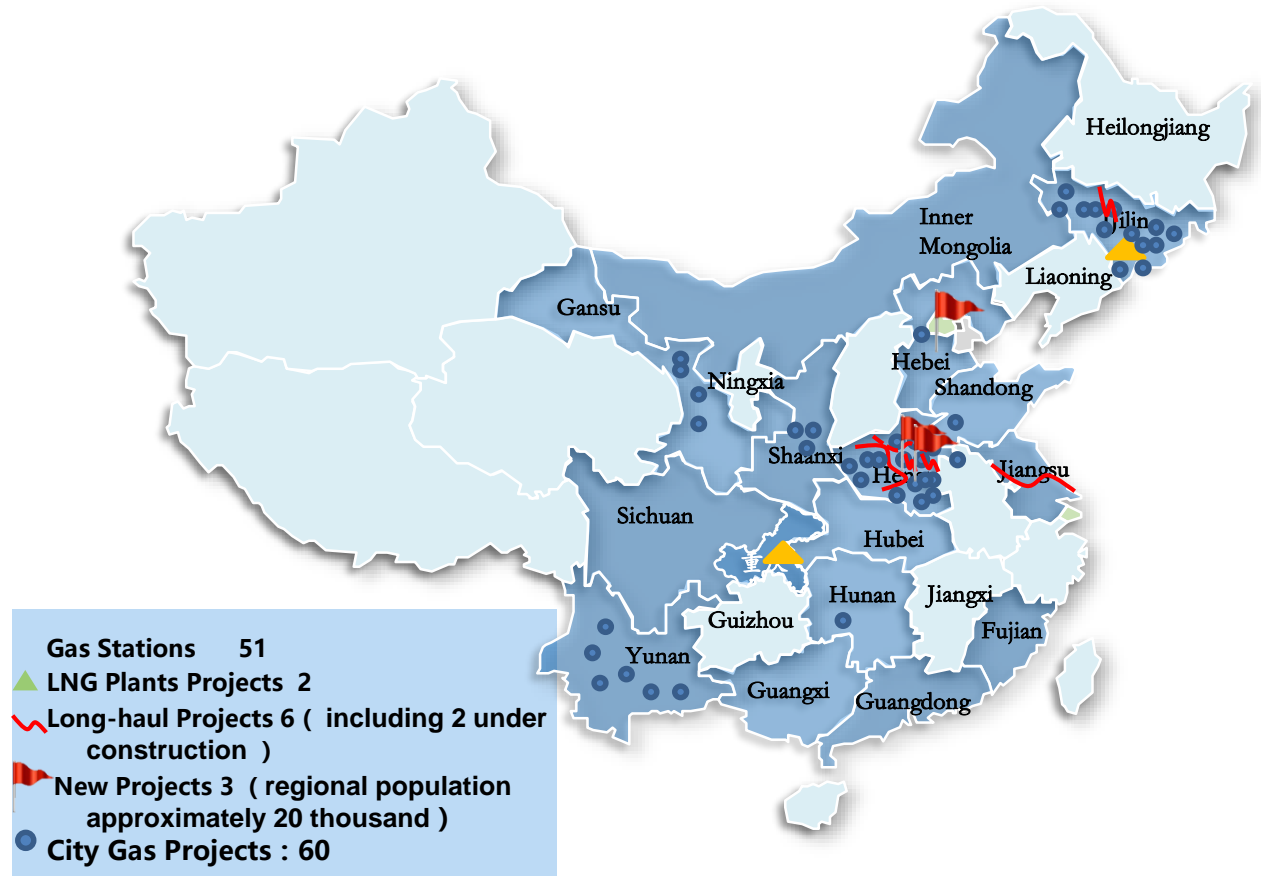 Heilongjiang
Jilin
Inner
Mongolia
Liaoning
Gansu
Hebei
Ningxia
Shandong
Shaanxi
Jiangsu
Sichuan
Hubei
重
Hunan
Jiangxi
Guizhou
Fujian
Yunan
Guangxi
Guangdong
Gas Stations 51
LNG Plants Projects 2
Long-haul Projects 6 ( including 2 under
construction )
New Projects 3 ( regional population
approximately 20 thousand )
City Gas Projects : 60